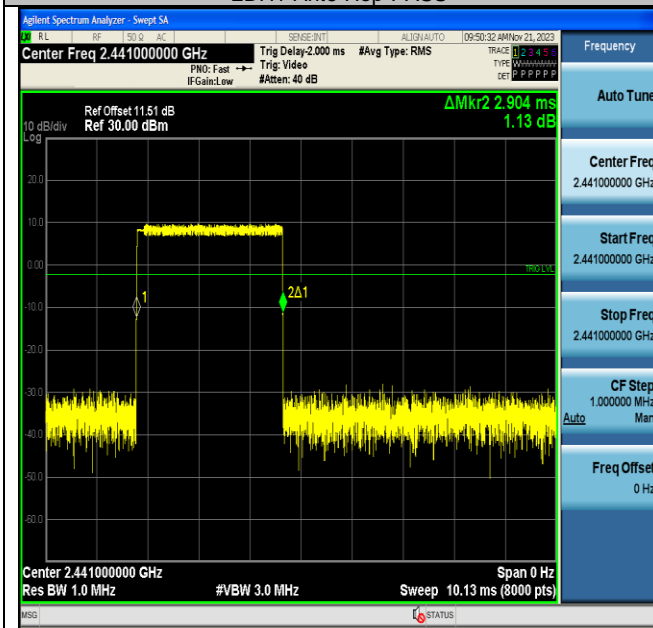 Agilent Spectrum Analyzer - Swept SA
RL RF 50 Ω AC SENSE:INT ALIGNAUTO 09:50:32 AMNov 21, 2023
Center Freq 2.441000000 GHz
PNO: Fast
IFGain:Low
Trig Delay-2.000 ms
Trig: Video
#Atten: 40 dB
#Avg Type: RMS
TRACE 1 2 3 4 5 6
TYPE
DET P P P P P P
Frequency
ΔMkr2 2.904 ms
1.13 dB
Ref Offset 11.51 dB
10 dB/div Ref 30.00 dBm
Log
20.0
10.0
0.00
TRIG LVL
-10.0
1
2Δ1
-20.0
-30.0
-40.0
-50.0
-60.0
Center 2.441000000 GHz Span 0 Hz
Res BW 1.0 MHz #VBW 3.0 MHz Sweep 10.13 ms (8000 pts)
MSG STATUS
Auto Tune
Center Freq
2.441000000 GHz
Start Freq
2.441000000 GHz
Stop Freq
2.441000000 GHz
CF Step
1.000000 MHz
Auto Man
Freq Offset
0 Hz